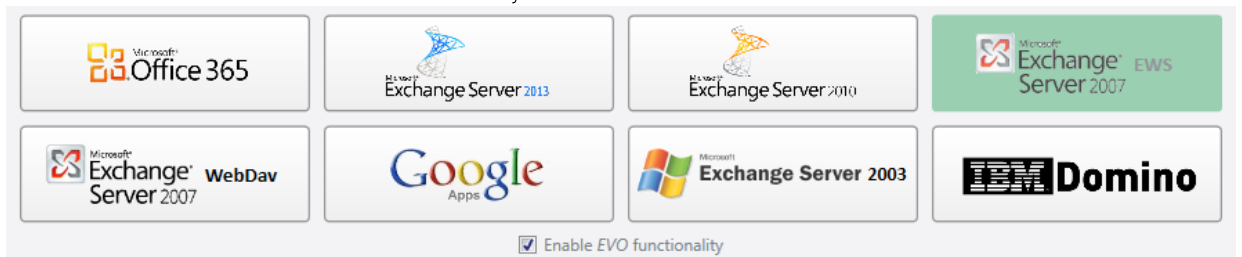 Microsoft®
Office 365
Microsoft®
Exchange Server 2013
Microsoft®
Exchange Server 2010
Microsoft®
Exchange® EWS
Server 2007
Microsoft®
Exchange® WebDav
Server 2007
Google
Apps
Microsoft
Exchange Server 2003
IBM Domino
Enable EVO functionality